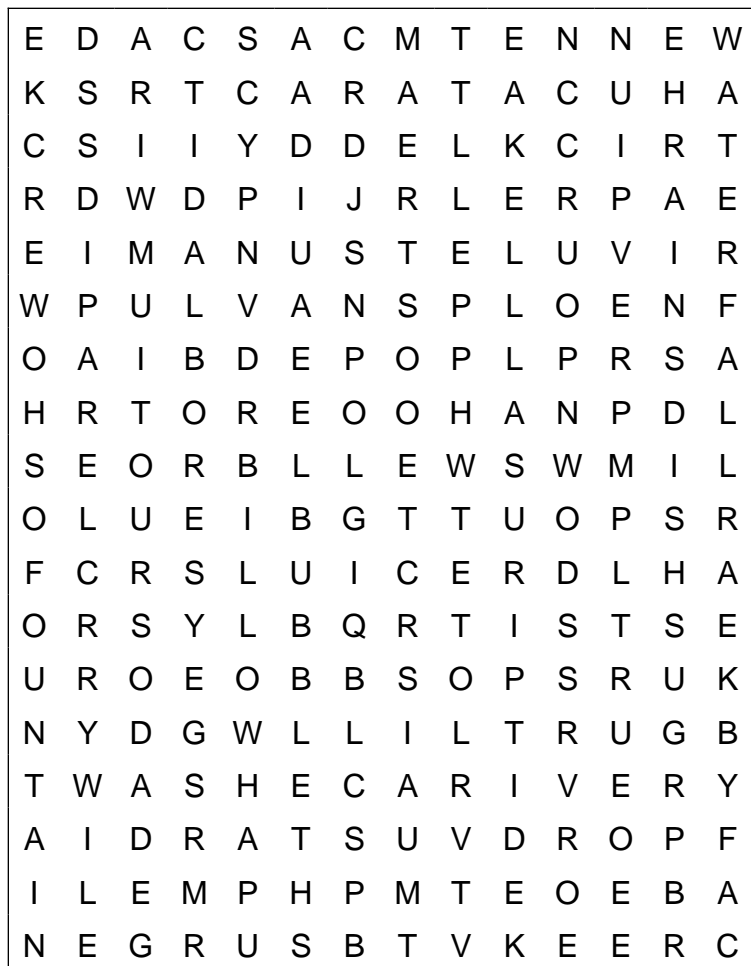 E D A C S A C M T E N N E W
K S R T C A R A T A C U H A
C S I I Y D D E L K C I R T
R D W D P I J R L E R P A E
E I M A N U S T E L U V I R
W P U L V A N S P L O E N F
O A I B D E P O P L P R S A
H R T O R E O O H A N P D L
S E O R B L L E W S W M I L
O L U E I B G T T U O P S R
F C R S L U I C E R D L H A
O R S Y L B Q R T I S T S E
U R O E O B B S O P S R U K
N Y D G W L L I L T R U G B
T W A S H E C A R I V E R Y
A I D R A T S U V D R O P F
I L E M P H P M T E O E B A
N E G R U S B T V K E E R C